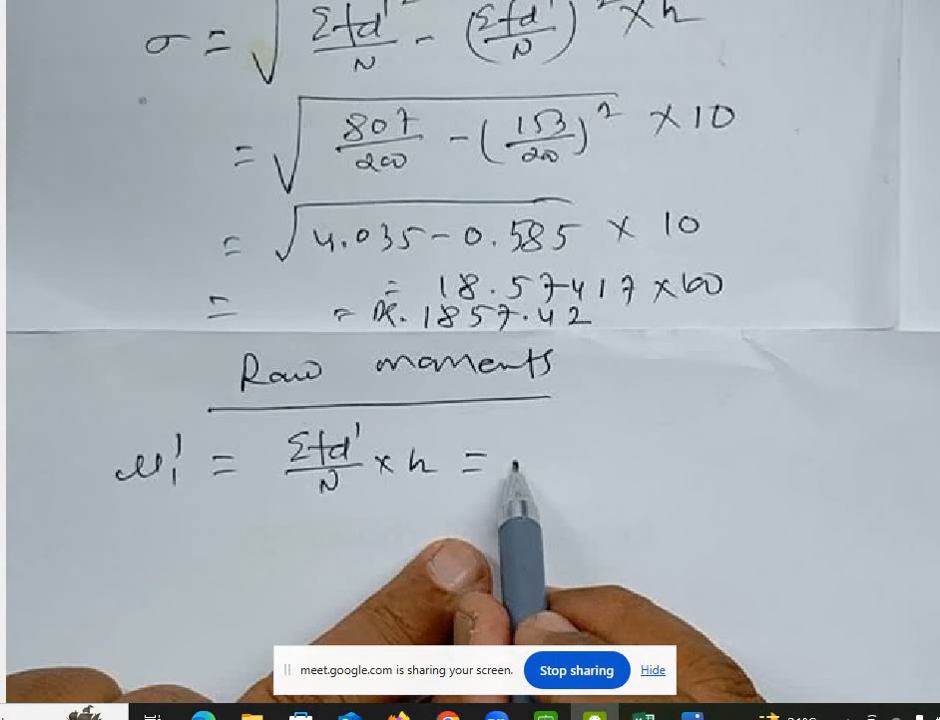 σ = √ Σfd'²/N - (Σfd'/N)² × h
= √ 807/200 - (153/200)² × 10
= √ 4.035 - 0.585 × 10
= 18.57417 × 100
= = Rs. 1857.42
Raw moments
μ₁' = Σfd'/N × h =
meet.google.com is sharing your screen. Stop sharing Hide